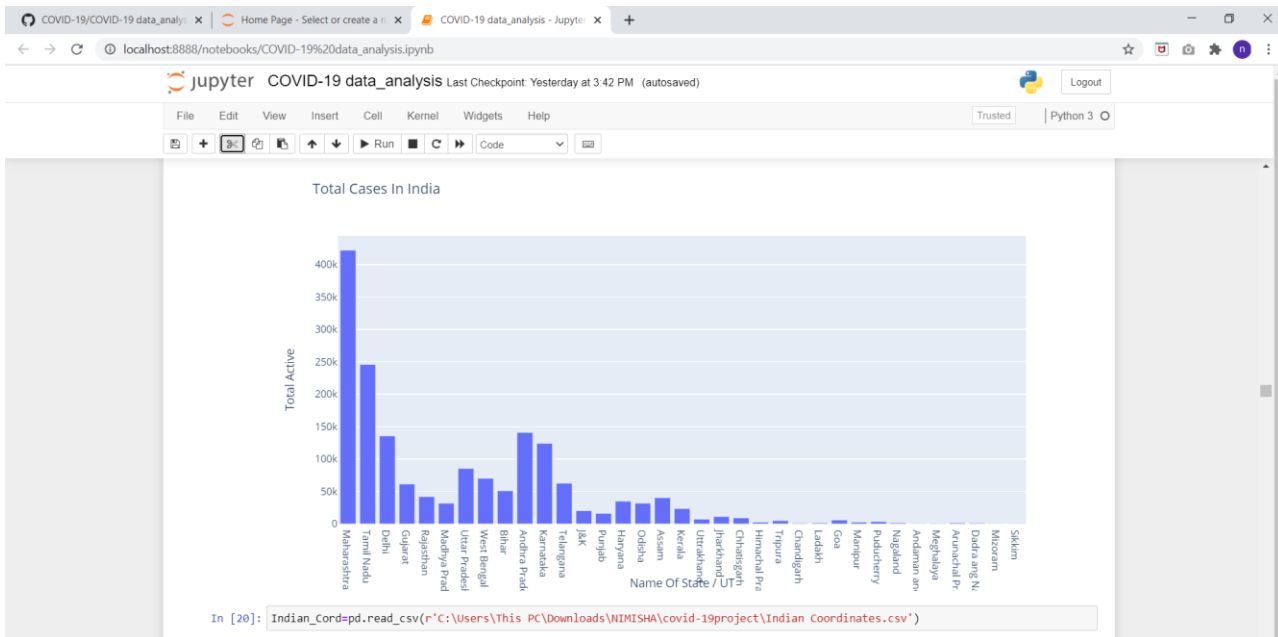 COVID-19/COVID-19 data_analys
Home Page - Select or create a n
COVID-19 data_analysis - Jupyter
localhost:8888/notebooks/COVID-19%20data_analysis.ipynb
n
jupyter COVID-19 data_analysis Last Checkpoint: Yesterday at 3:42 PM (autosaved)
Logout
File Edit View Insert Cell Kernel Widgets Help
Trusted
Python 3
Run
Code
Total Cases In India
400k
350k
300k
250k
200k
150k
100k
50k
0
Total Active
Maharashtra
Tamil Nadu
Delhi
Gujarat
Rajasthan
Madhya Prad
Uttar Pradesl
West Bengal
Bihar
Andhra Prad
Karnataka
Telangana
J&K
Punjab
Haryana
Odisha
Assam
Kerala
Uttrakhand
Jharkhand
Chhatisgarh
Himachal Pra
Tripura
Chandigarh
Ladakh
Goa
Manipur
Puducherry
Nagaland
Andaman an
Meghalaya
Arunachal Pr
Dadra ang Na
Mizoram
Sikkim
Name Of State / UT
In [20]: Indian_Cord=pd.read_csv(r'C:\Users\This PC\Downloads\NIMISHA\covid-19project\Indian Coordinates.csv')